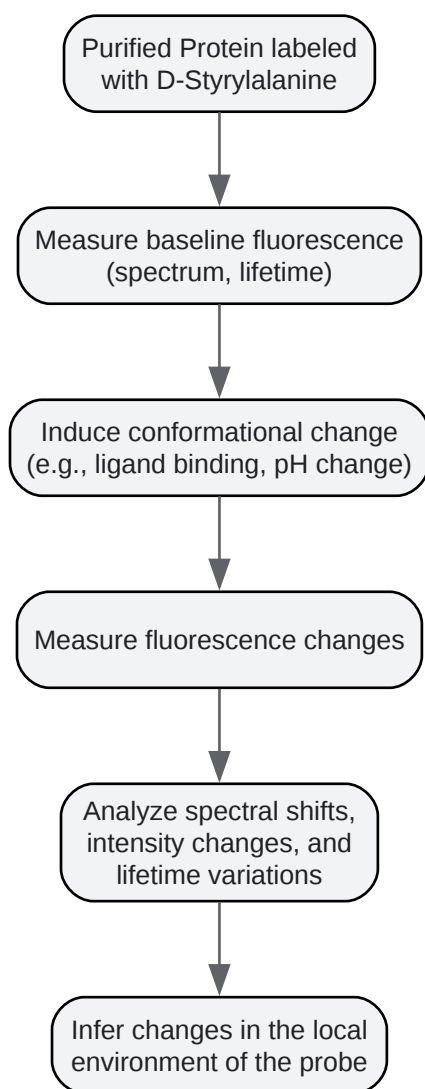 Purified Protein labeled
with D-Styrylalanine
Measure baseline fluorescence
(spectrum, lifetime)
Induce conformational change
(e.g., ligand binding, pH change)
Measure fluorescence changes
Analyze spectral shifts,
intensity changes, and
lifetime variations
Infer changes in the local
environment of the probe